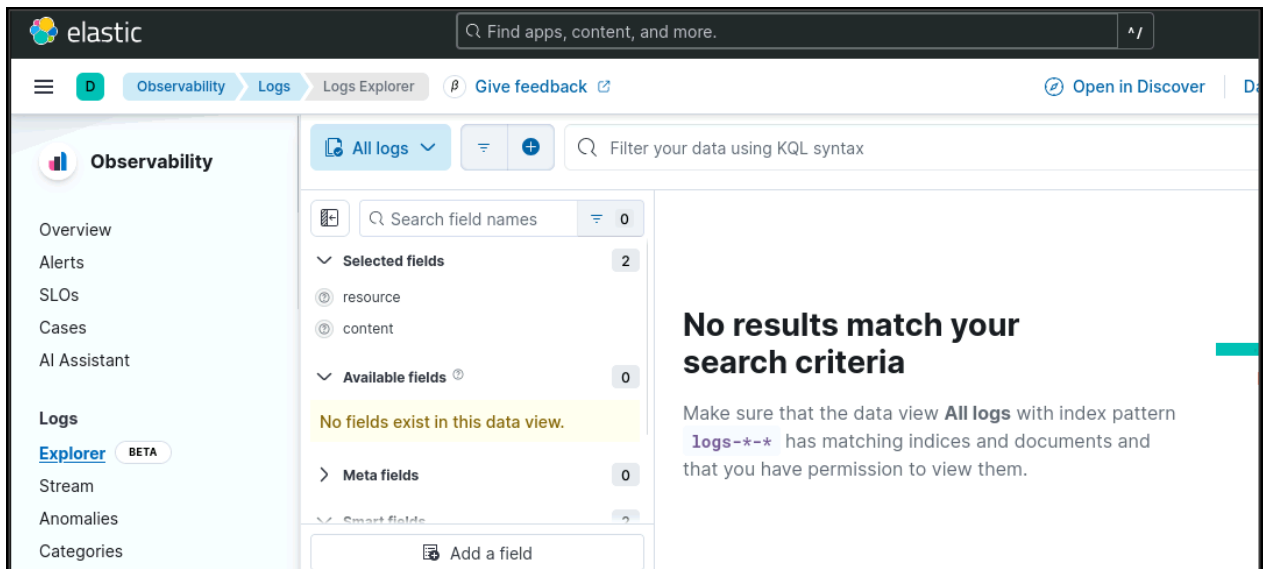 elastic
Find apps, content, and more.
^ /
D
Observability
Logs
Logs Explorer
β
Give feedback
Open in Discover
Observability
All logs
Filter your data using KQL syntax
Overview
Alerts
SLOs
Cases
AI Assistant
Logs
Explorer
BETA
Stream
Anomalies
Categories
Search field names
0
Selected fields
2
resource
content
Available fields
0
No fields exist in this data view.
Meta fields
0
Smart fields
Add a field
No results match your
search criteria
Make sure that the data view All logs with index pattern
logs-*-* has matching indices and documents and
that you have permission to view them.